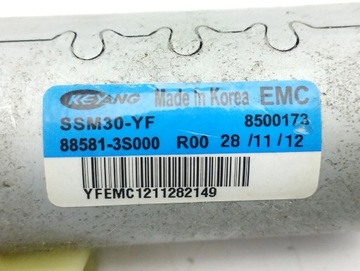 KEYANG Made in Korea EMC
SSM30-YF 8500173
88581-3S000 R00 28 /11/ 12
YFEMC1211282149